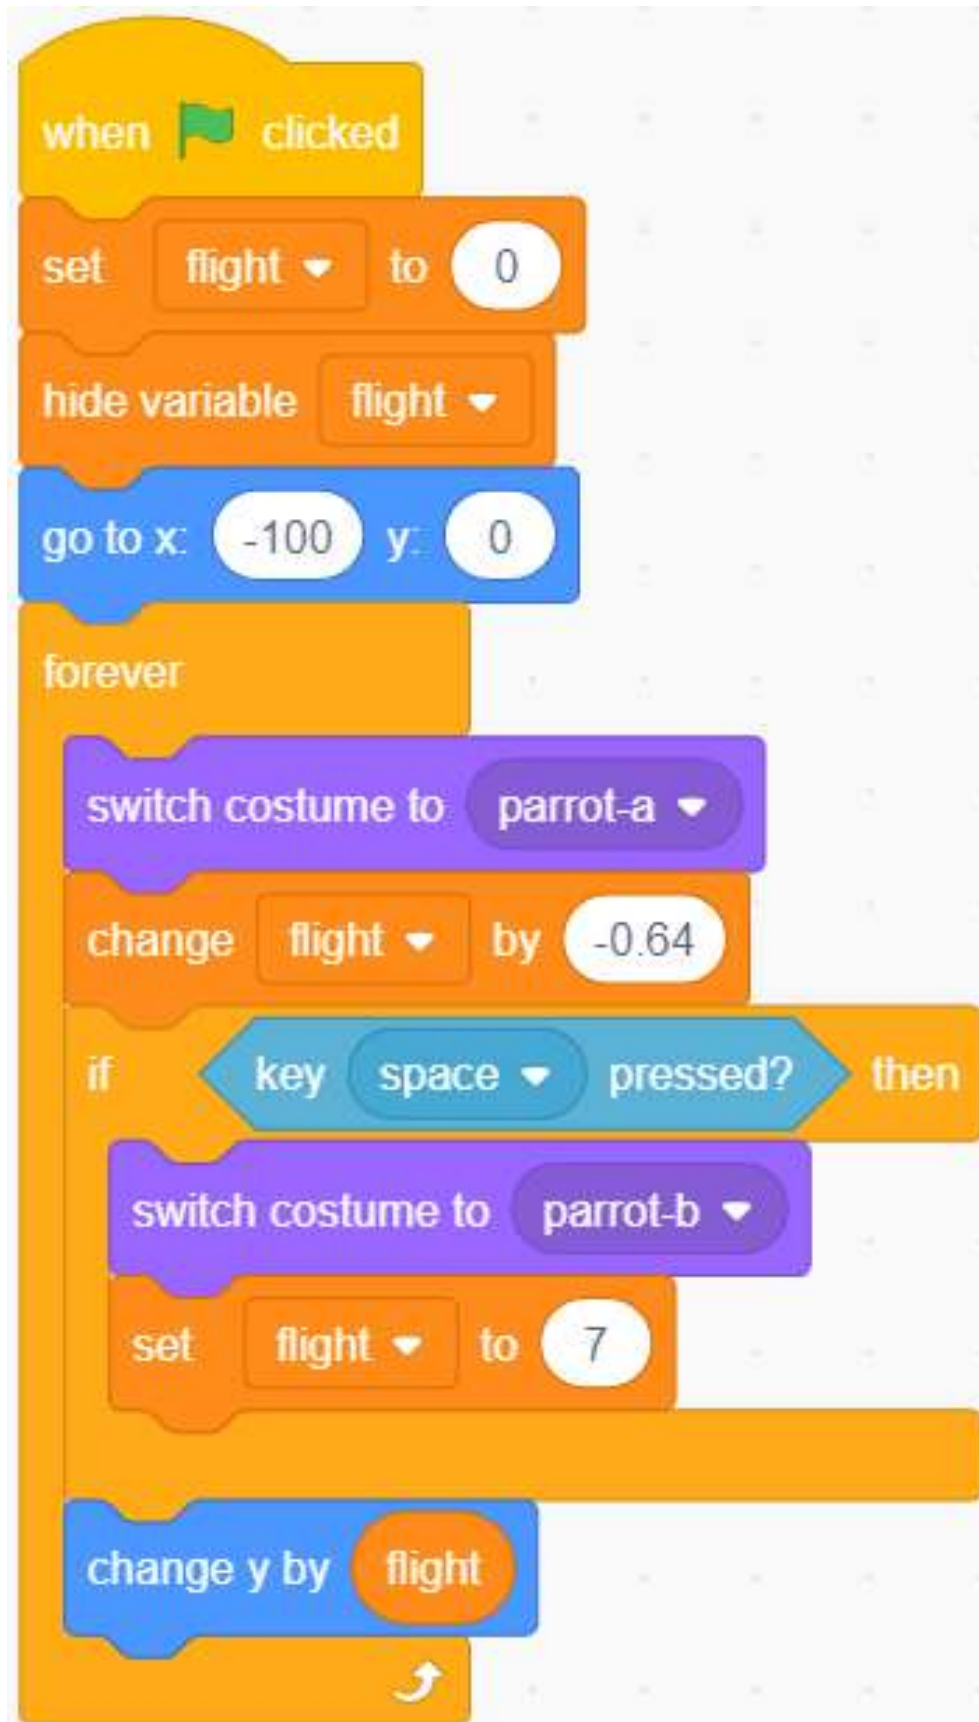 when clicked
set flight to 0
hide variable flight
go to x: -100 y: 0
forever
switch costume to parrot-a
change flight by -0.64
if key space pressed? then
switch costume to parrot-b
set flight to 7
change y by flight